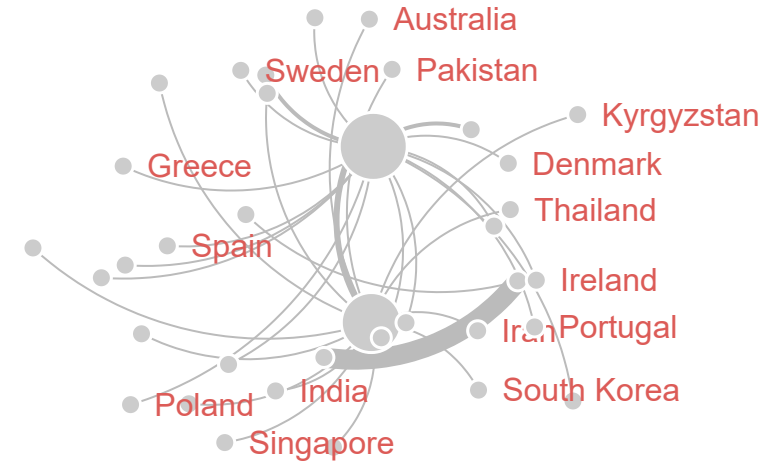 Australia
Sweden
Pakistan
Kyrgyzstan
Greece
Denmark
Thailand
Spain
Ireland
Iran
Portugal
India
South Korea
Poland
Singapore